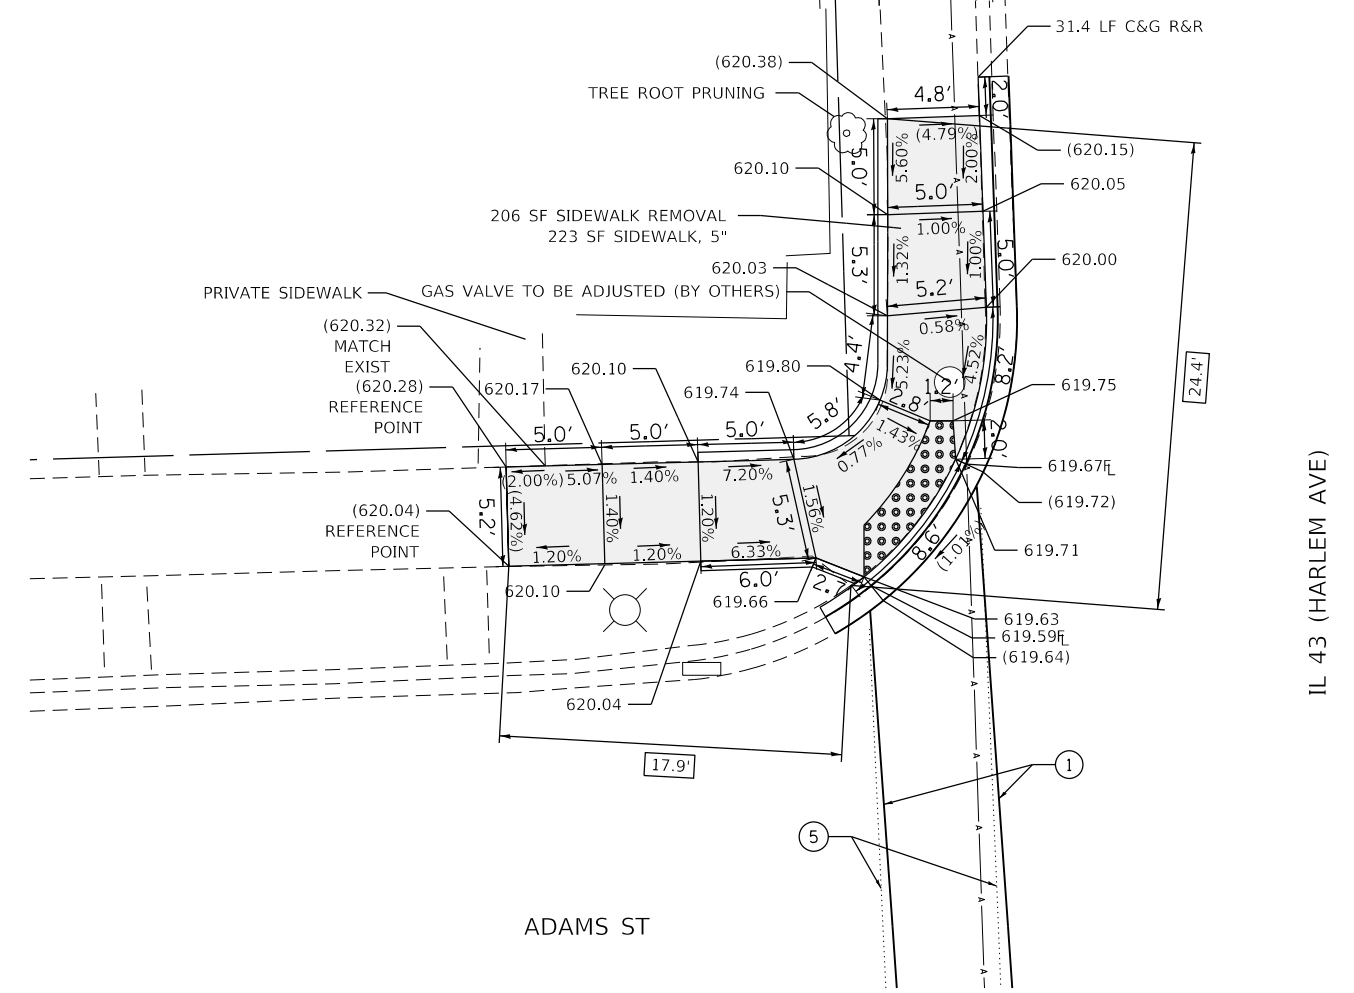 31.4 LF C&G R&R
(620.38)
TREE ROOT PRUNING
4.8'
2.0'
(4.79%)
(620.15)
5.0'
5.60%
2.00%
620.10
5.0'
620.05
206 SF SIDEWALK REMOVAL
223 SF SIDEWALK, 5"
1.00%
5.3'
1.32%
1.00%
5.0'
620.03
620.00
GAS VALVE TO BE ADJUSTED (BY OTHERS)
PRIVATE SIDEWALK
5.2'
0.58%
(620.32)
MATCH
EXIST
(620.28)
REFERENCE
POINT
620.17
620.10
619.74
619.80
4.4'
5.23%
4.52%
8.2'
24.4'
619.75
1.2'
2.8'
5.8'
1.43%
0.77%
2.0'
5.0'
5.0'
5.0'
(2.00%)
5.07%
1.40%
7.20%
619.67FL
(619.72)
5.2'
(4.62%)
1.40%
1.20%
5.3'
1.56%
(620.04)
REFERENCE
POINT
1.20%
1.20%
6.33%
8.6'
(1.01%)
619.71
620.10
6.0'
2.7'
619.66
619.63
619.59FL
(619.64)
620.04
17.9'
1
5
ADAMS ST
IL 43 (HARLEM AVE)
A
A
A
A
A
A
A
A
A
A
A
A